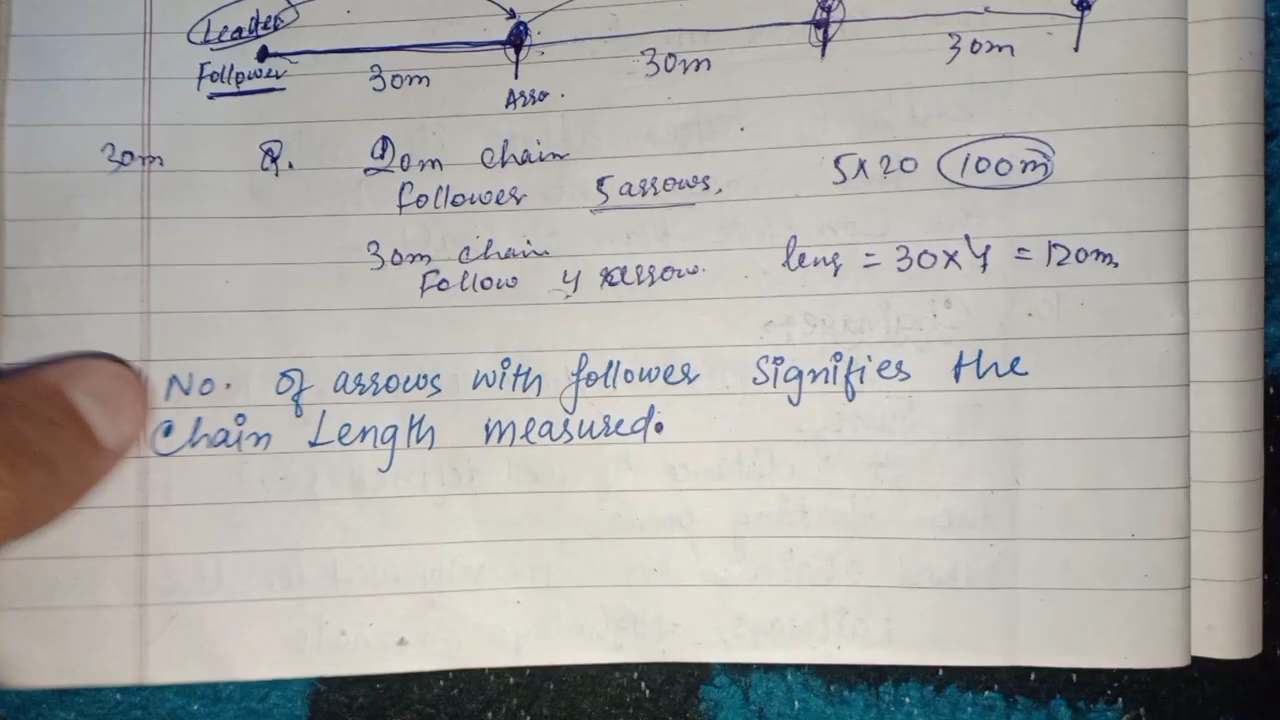 Leader
Follower
30m
30m
30m
Arro.
30m
Q. 20m chain
follower 5 arrows,
5x20 100m
30m chain
Follow 4 arrow.
leng = 30x4 = 120m
No. of arrows with follower signifies the
Chain Length measured.